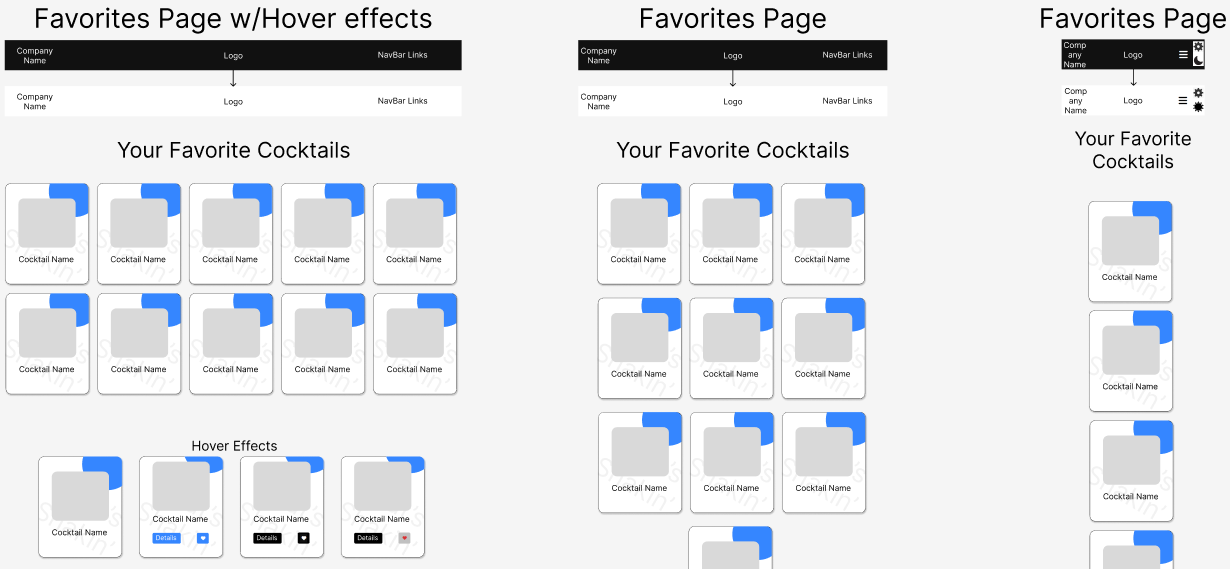 Favorites Page w/Hover effects
Company
Name
Logo
NavBar Links
Company
Name
Logo
NavBar Links
Your Favorite Cocktails
Cocktail Name
Cocktail Name
Cocktail Name
Cocktail Name
Cocktail Name
Cocktail Name
Cocktail Name
Cocktail Name
Cocktail Name
Cocktail Name
Hover Effects
Cocktail Name
Cocktail Name
Details
Cocktail Name
Details
Cocktail Name
Details
Favorites Page
Company
Name
Logo
NavBar Links
Company
Name
Logo
NavBar Links
Your Favorite Cocktails
Cocktail Name
Cocktail Name
Cocktail Name
Cocktail Name
Cocktail Name
Cocktail Name
Cocktail Name
Cocktail Name
Cocktail Name
Favorites Page
Comp
any
Name
Logo
Comp
any
Name
Logo
Your Favorite
Cocktails
Cocktail Name
Cocktail Name
Cocktail Name